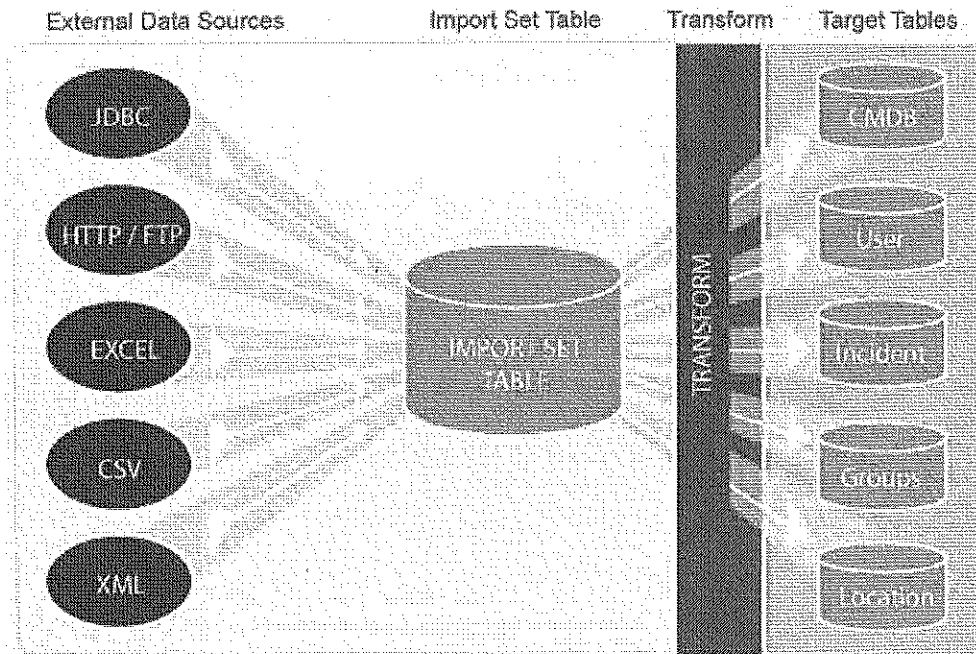 External Data Sources
Import Set Table
Transform
Target Tables
JDBC
HTTP / FTP
EXCEL
CSV
XML
IMPORT SET
TABLE
TRANSFORM
CMDB
User
Incident
Groups
Location